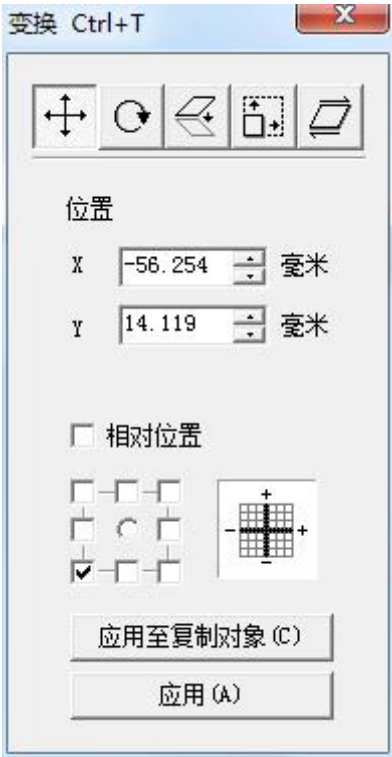 变换 Ctrl+T
位置
X -56.254 毫米
Y 14.119 毫米
相对位置
应用至复制对象(C)
应用(A)